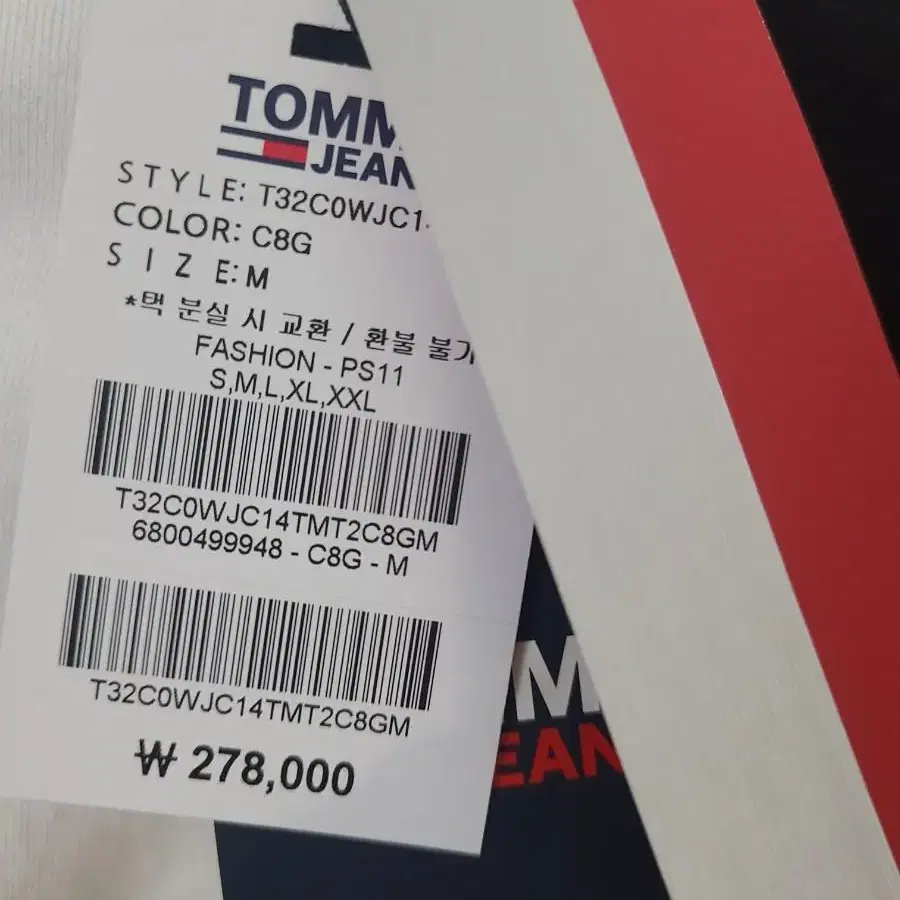 TOMM
JEAN
STYLE: T32C0WJC1
COLOR: C8G
SIZE: M
*택 분실 시 교환 / 환불 불가
FASHION - PS11
S,M,L,XL,XXL
T32C0WJC14TMT2C8GM
6800499948 - C8G - M
T32C0WJC14TMT2C8GM
₩ 278,000
MM
JEAN